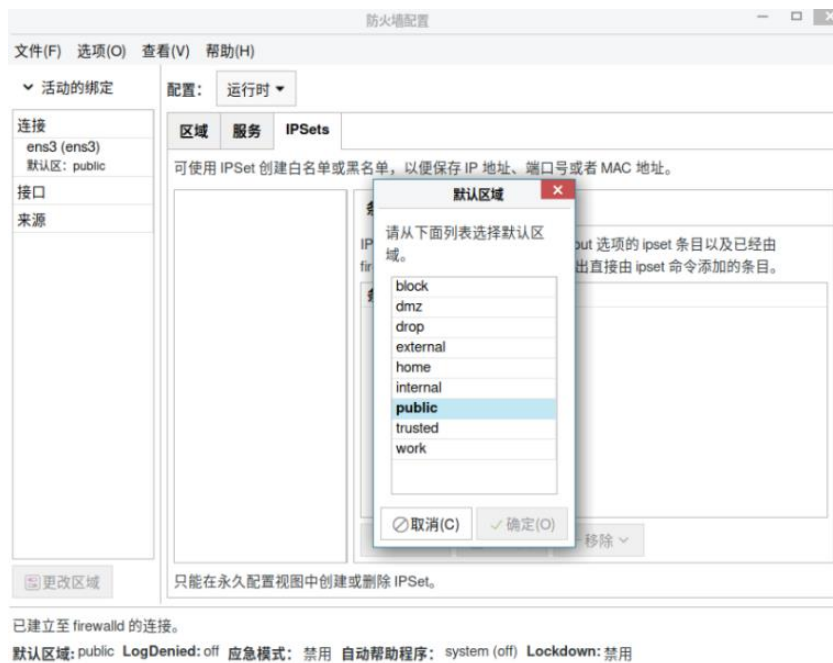 防火墙配置
文件(F) 选项(O) 查看(V) 帮助(H)
活动的绑定
配置： 运行时
连接
ens3 (ens3)
默认区：public
接口
来源
区域 服务 IPSets
可使用 IPSet 创建白名单或黑名单，以便保存 IP 地址、端口号或者 MAC 地址。
默认区域
请从下面列表选择默认区
域。
IP
out 选项的 ipset 条目以及已经由
出直接由 ipset 命令添加的条目。
block
dmz
drop
external
home
internal
public
trusted
work
取消(C) 确定(O)
移除
更改区域
只能在永久配置视图中创建或删除 IPSet。
已建立至 firewalld 的连接。
默认区域: public LogDenied: off 应急模式： 禁用 自动帮助程序： system (off) Lockdown: 禁用